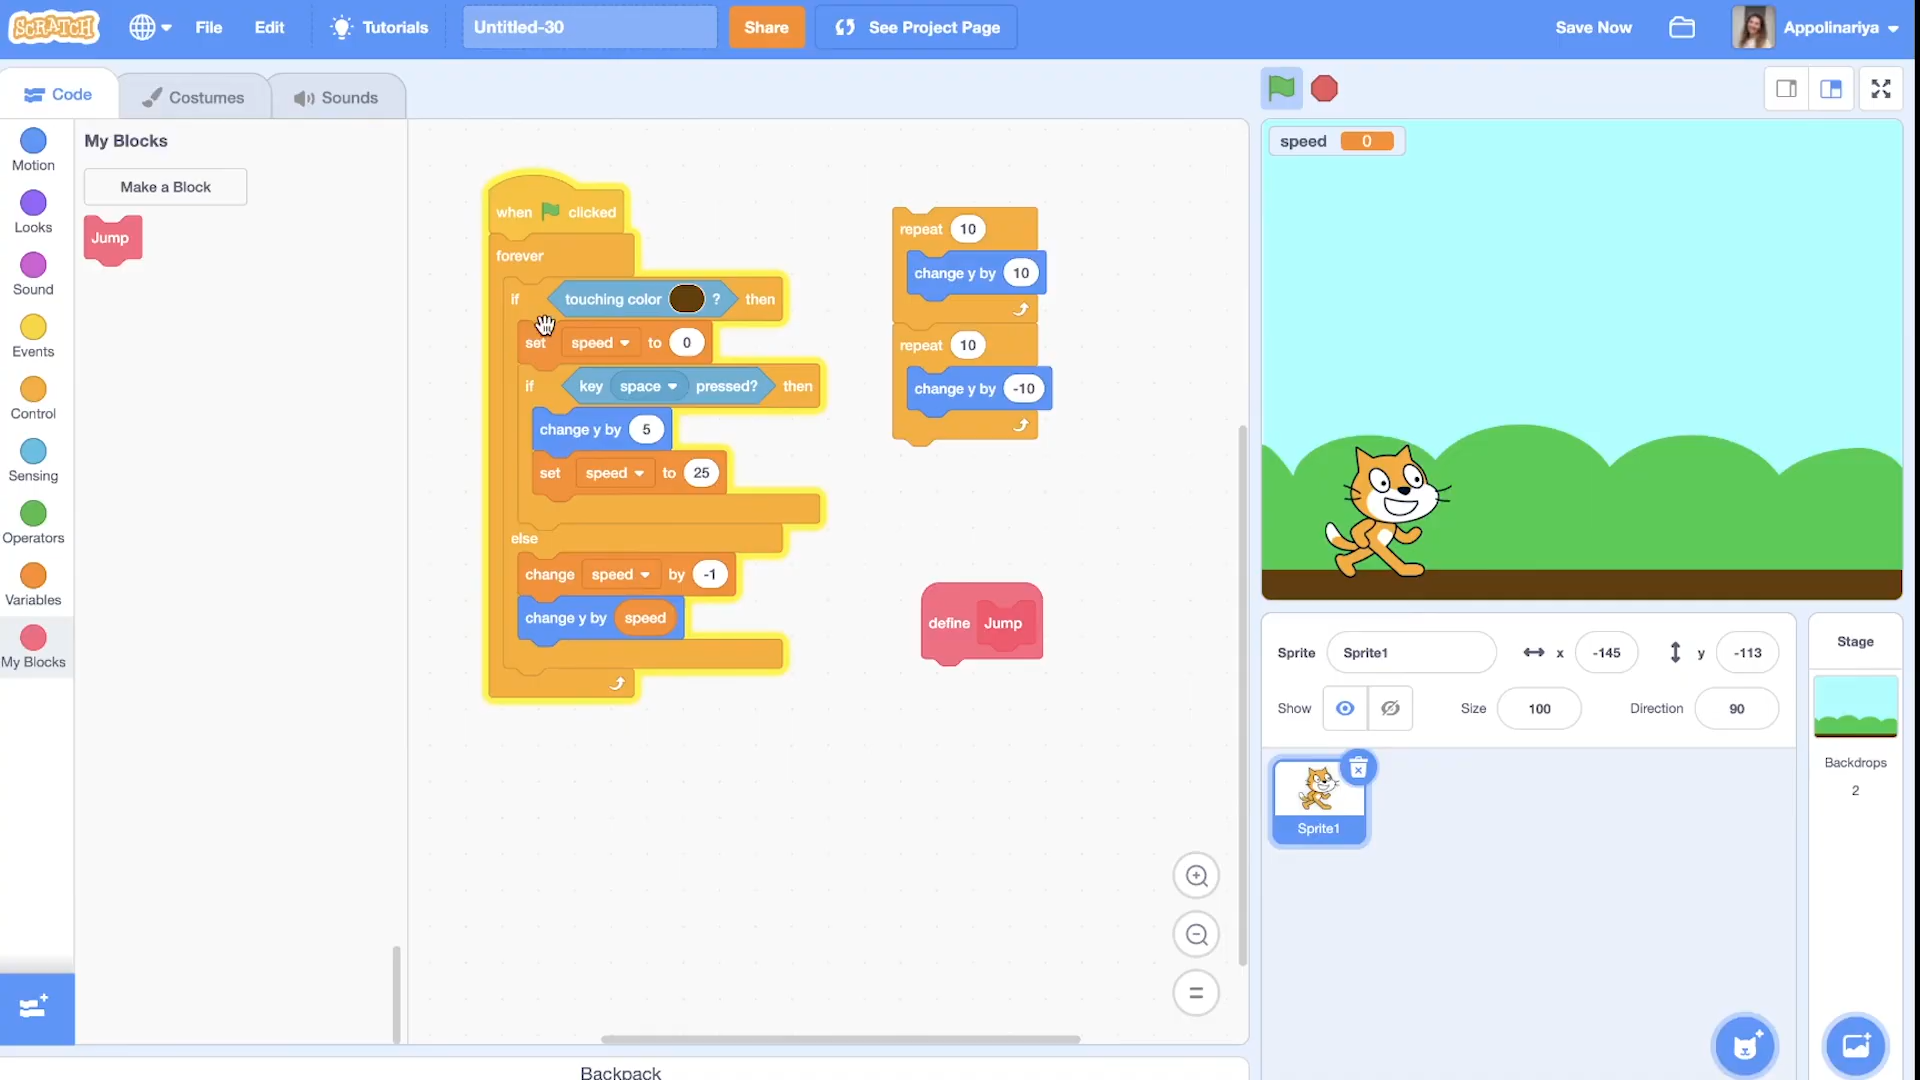 SCRATCH
File
Edit
Tutorials
Untitled-30
Share
See Project Page
Save Now
Appolinariya
Code
Costumes
Sounds
Motion
Looks
Sound
Events
Control
Sensing
Operators
Variables
My Blocks
My Blocks
Make a Block
Jump
when clicked
forever
if touching color ? then
set speed to 0
if key space pressed? then
change y by 5
set speed to 25
else
change speed by -1
change y by speed
repeat 10
change y by 10
repeat 10
change y by -10
define Jump
speed 0
Sprite Sprite1 x -145 y -113
Show Size 100 Direction 90
Sprite1
Stage
Backdrops
2
Backpack